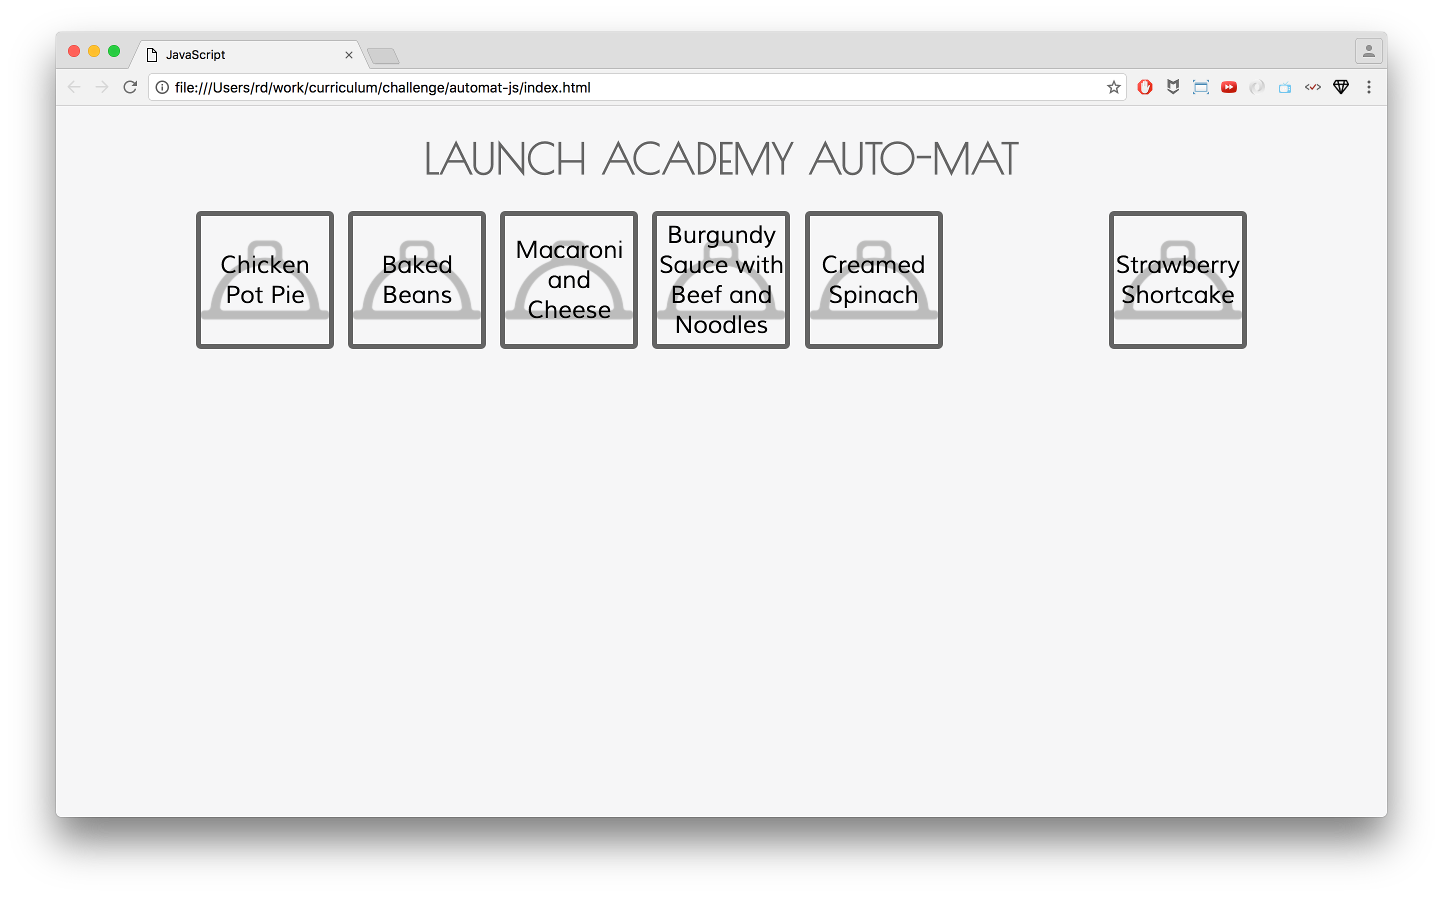 JavaScript
file:///Users/rd/work/curriculum/challenge/automat-js/index.html
LAUNCH ACADEMY AUTO-MAT
Chicken
Pot Pie
Baked
Beans
Macaroni
and
Cheese
Burgundy
Sauce with
Beef and
Noodles
Creamed
Spinach
Strawberry
Shortcake